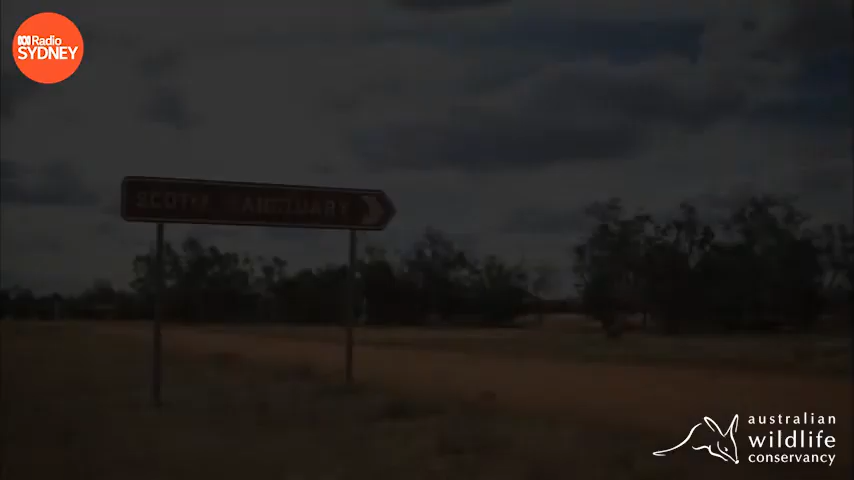 ABC Radio
SYDNEY
SCOTIA SANCTUARY
australian
wildlife
conservancy